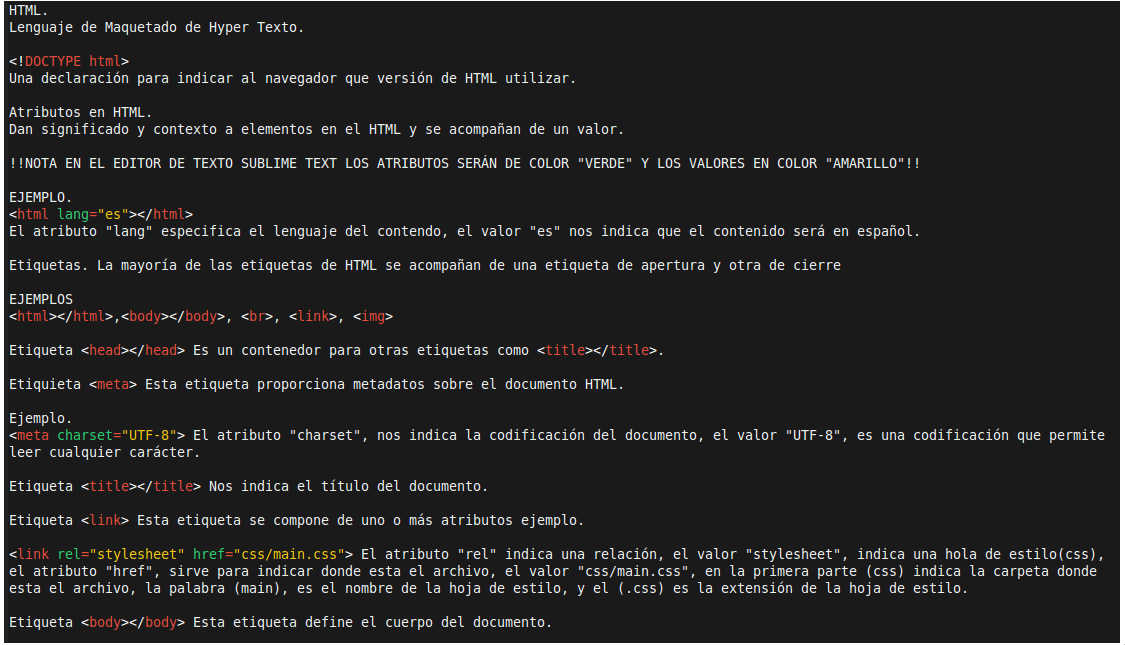 HTML.
Lenguaje de Maquetado de Hyper Texto.
<!DOCTYPE html>
Una declaración para indicar al navegador que versión de HTML utilizar.
Atributos en HTML.
Dan significado y contexto a elementos en el HTML y se acompañan de un valor.
!!NOTA EN EL EDITOR DE TEXTO SUBLIME TEXT LOS ATRIBUTOS SERÁN DE COLOR "VERDE" Y LOS VALORES EN COLOR "AMARILLO"!!
EJEMPLO.
<html lang="es"></html>
El atributo "lang" especifica el lenguaje del contendo, el valor "es" nos indica que el contenido será en español.
Etiquetas. La mayoría de las etiquetas de HTML se acompañan de una etiqueta de apertura y otra de cierre
EJEMPLOS
<html></html>,<body></body>, <br>, <link>, <img>
Etiqueta <head></head> Es un contenedor para otras etiquetas como <title></title>.
Etiquieta <meta> Esta etiqueta proporciona metadatos sobre el documento HTML.
Ejemplo.
<meta charset="UTF-8"> El atributo "charset", nos indica la codificación del documento, el valor "UTF-8", es una codificación que permite
leer cualquier carácter.
Etiqueta <title></title> Nos indica el título del documento.
Etiqueta <link> Esta etiqueta se compone de uno o más atributos ejemplo.
<link rel="stylesheet" href="css/main.css"> El atributo "rel" indica una relación, el valor "stylesheet", indica una hola de estilo(css),
el atributo "href", sirve para indicar donde esta el archivo, el valor "css/main.css", en la primera parte (css) indica la carpeta donde
esta el archivo, la palabra (main), es el nombre de la hoja de estilo, y el (.css) es la extensión de la hoja de estilo.
Etiqueta <body></body> Esta etiqueta define el cuerpo del documento.